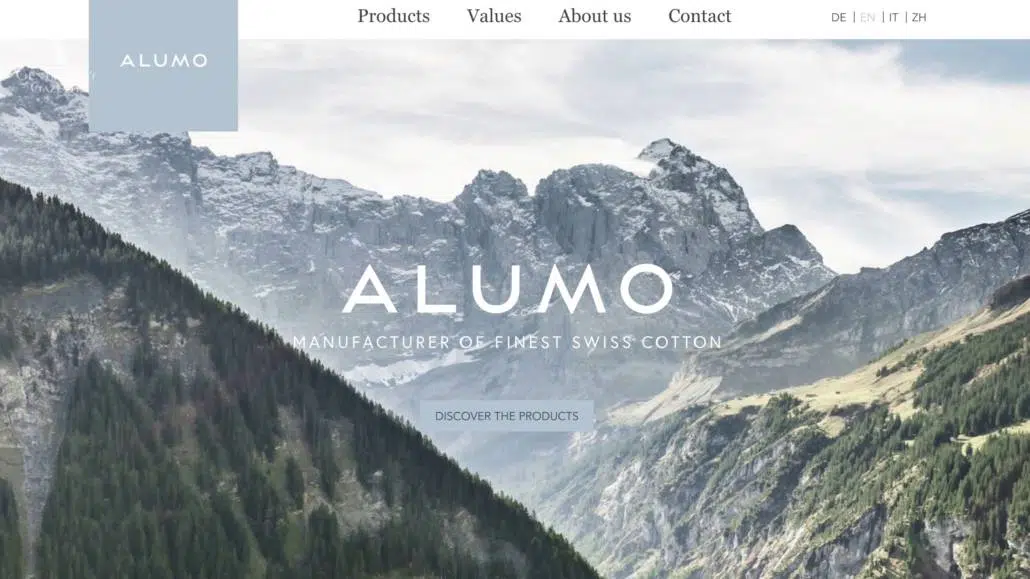 Products Values About us Contact DE | EN | IT | ZH
ALUMO
ALUMO
MANUFACTURER OF FINEST SWISS COTTON
DISCOVER THE PRODUCTS